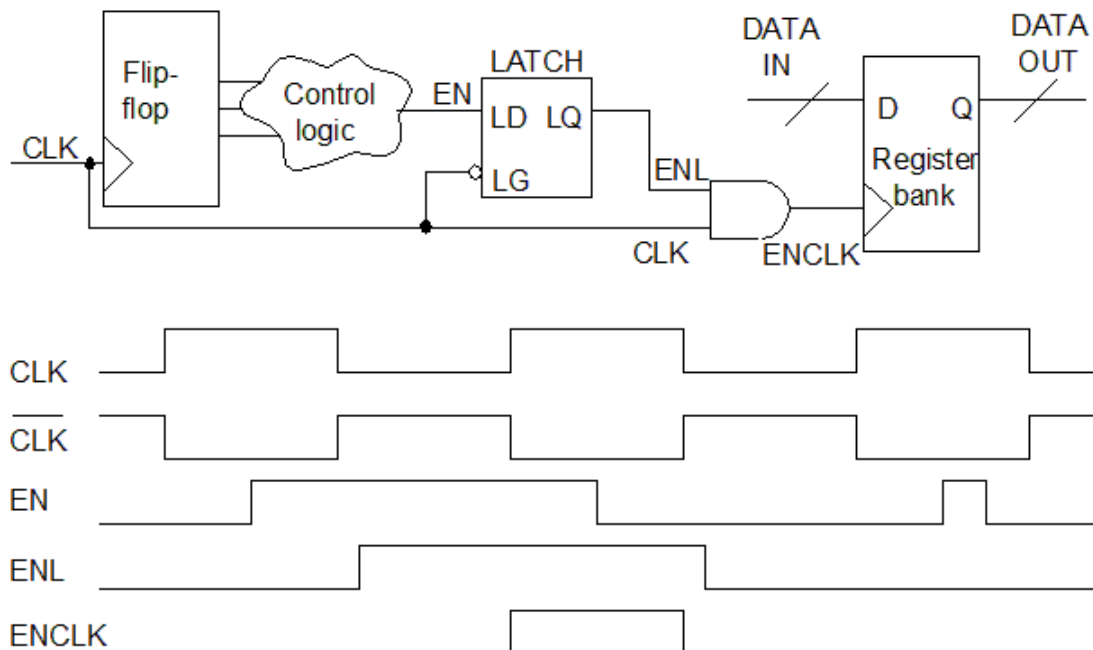 Flip-
flop
Control
logic
CLK
EN
LATCH
LD LQ
LG
ENL
CLK
ENCLK
DATA
IN
DATA
OUT
D Q
Register
bank
CLK
CLK
EN
ENL
ENCLK